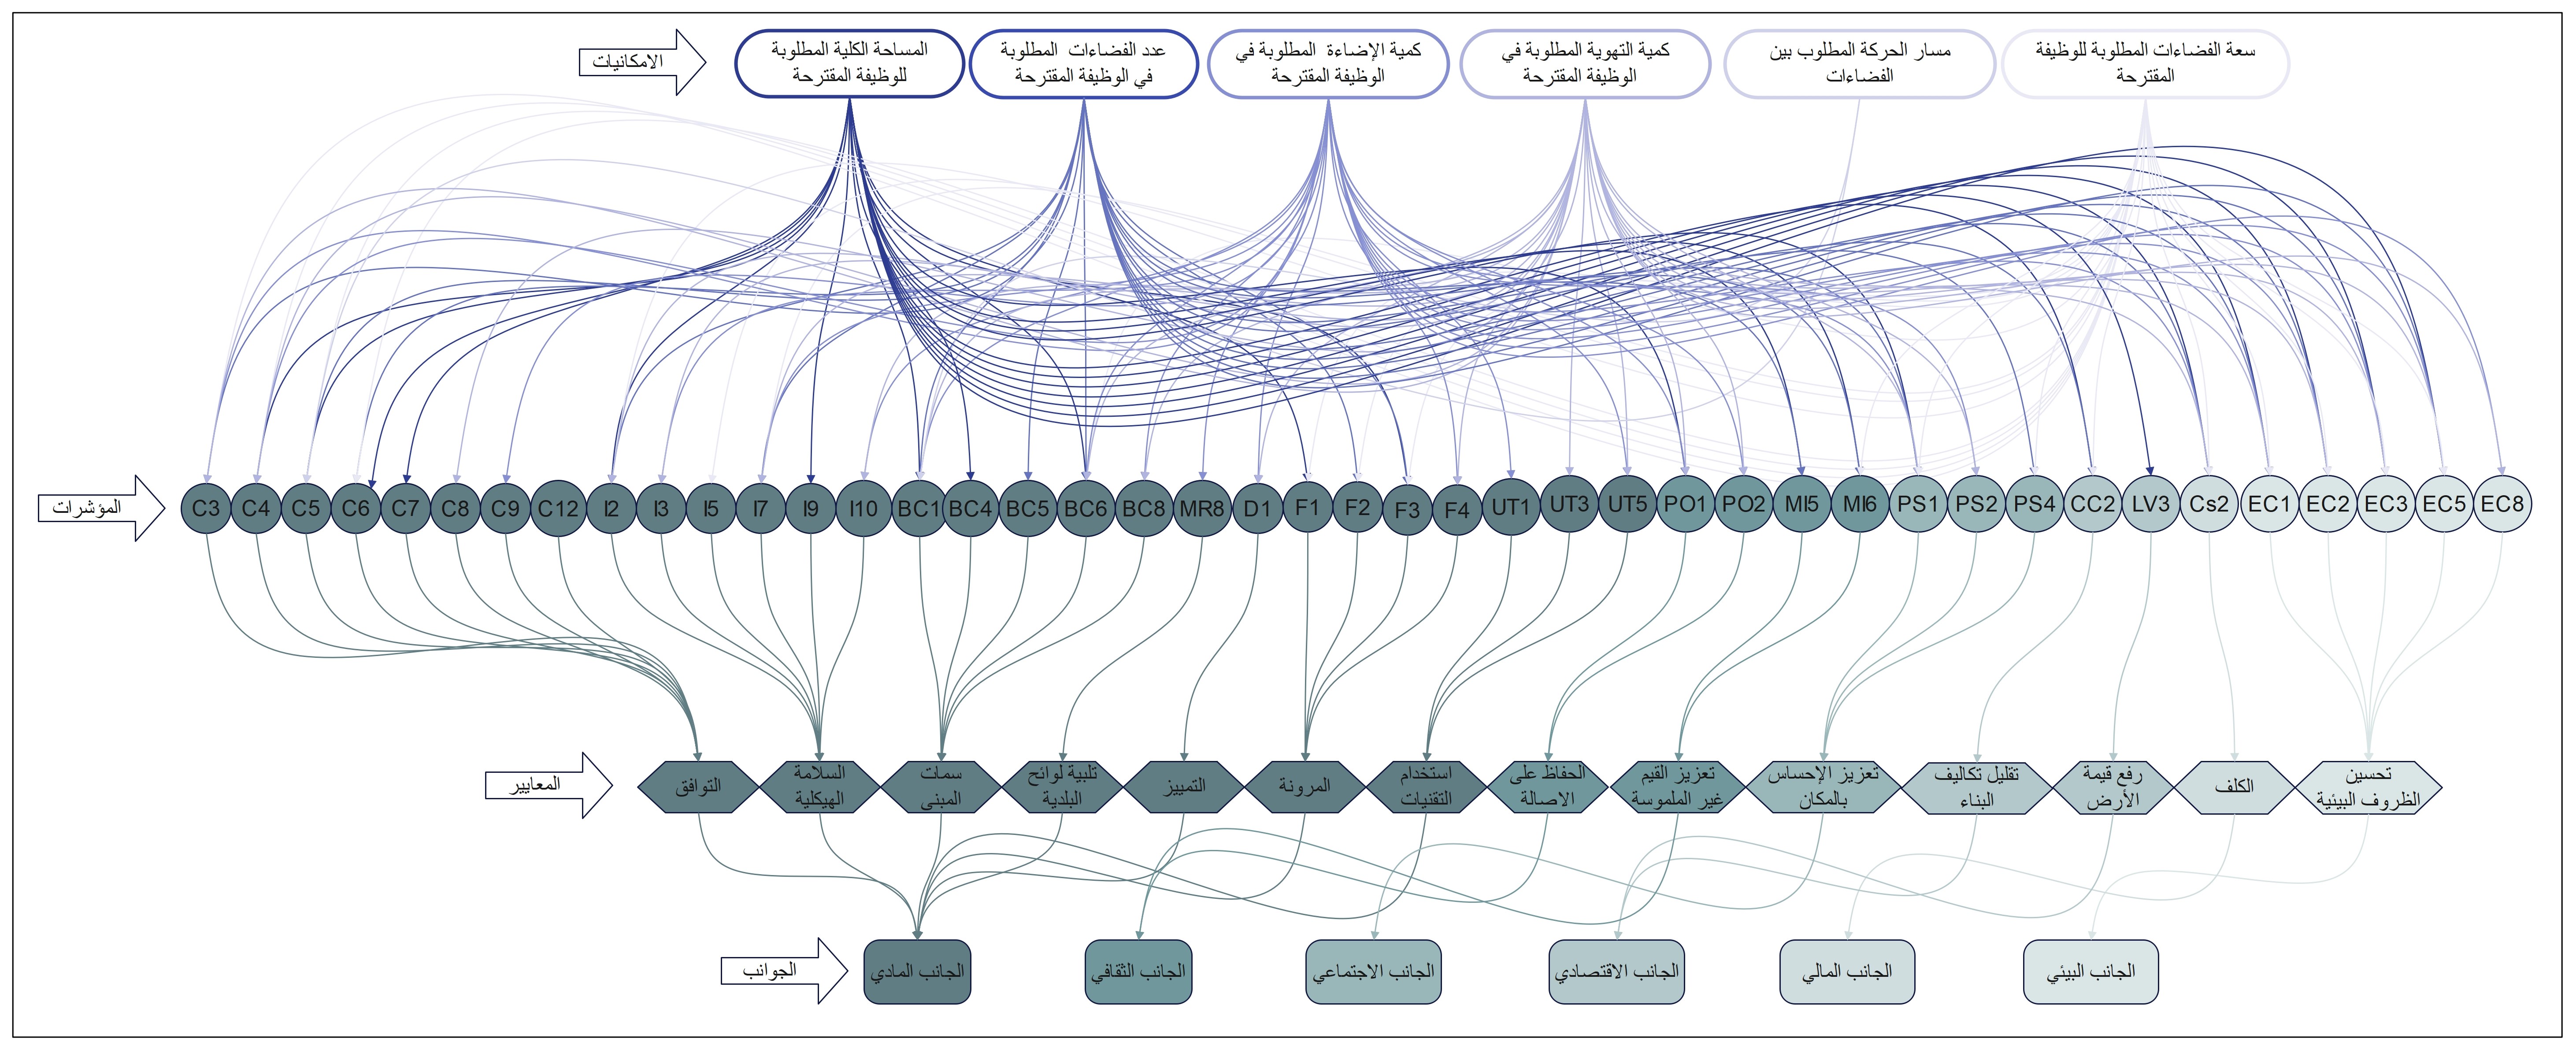 الامكانيات
المساحة الكلية المطلوبة
للوظيفة المقترحة
عدد الفضاءات المطلوبة
في الوظيفة المقترحة
كمية الإضاءة المطلوبة في
الوظيفة المقترحة
كمية التهوية المطلوبة في
الوظيفة المقترحة
مسار الحركة المطلوب بين
الفضاءات
سعة الفضاءات المطلوبة للوظيفة
المقترحة
المؤشرات
C3
C4
C5
C6
C7
C8
C9
C12
I2
I3
I5
I7
I9
I10
BC1
BC4
BC5
BC6
BC8
MR8
D1
F1
F2
F3
F4
UT1
UT3
UT5
PO1
PO2
MI5
MI6
PS1
PS2
PS4
CC2
LV3
Cs2
EC1
EC2
EC3
EC5
EC8
المعايير
التوافق
السلامة
الهيكلية
سمات
المبنى
تلبية لوائح
البلدية
التمييز
المرونة
استخدام
التقنيات
الحفاظ على
الاصالة
تعزيز القيم
غير الملموسة
تعزيز الإحساس
بالمكان
تقليل تكاليف
البناء
رفع قيمة
الأرض
الكلف
تحسين
الظروف البيئية
الجوانب
الجانب المادي
الجانب الثقافي
الجانب الاجتماعي
الجانب الاقتصادي
الجانب المالي
الجانب البيئي